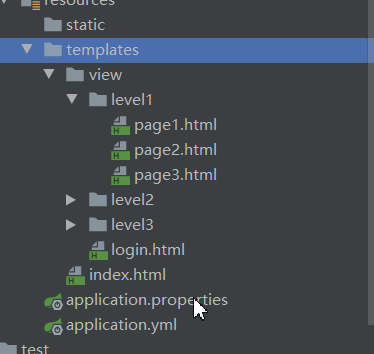 resources
static
templates
view
level1
page1.html
page2.html
page3.html
level2
level3
login.html
index.html
application.properties
application.yml
test